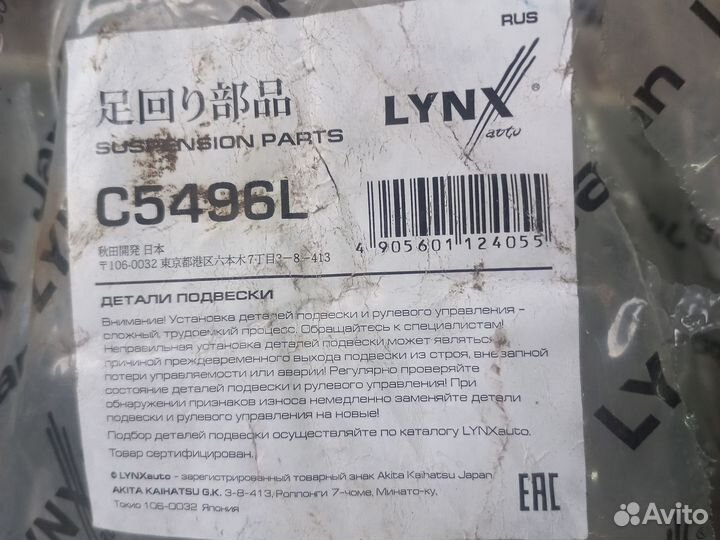 RUS
足回り部品
LYNX®
auto
SUSPENSION PARTS
C5496L
4 905601 124055
秋田開発 日本
〒106-0032 東京都港区六本木7丁目3-8-413
ДЕТАЛИ ПОДВЕСКИ
Внимание! Установка деталей подвески и рулевого управления –
сложный, трудоемкий процесс. Обращайтесь к специалистам!
Неправильная установка деталей подвески может являться
причиной преждевременного выхода подвески из строя, внезапной
потери управляемости или аварии! Регулярно проверяйте
состояние деталей подвески и рулевого управления! При
обнаружении признаков износа немедленно заменяйте детали
подвески и рулевого управления на новые!
Подбор деталей подвески осуществляйте по каталогу LYNXauto.
Товар сертифицирован.
© LYNXauto – зарегистрированный товарный знак Akita Kaihatsu Japan
AKITA KAIHATSU G.K. 3-8-413, Роппонги 7-чоме, Минато-ку,
Токио 106-0032 Япония
EAC
LYNX
Japan
LYNX
Avito